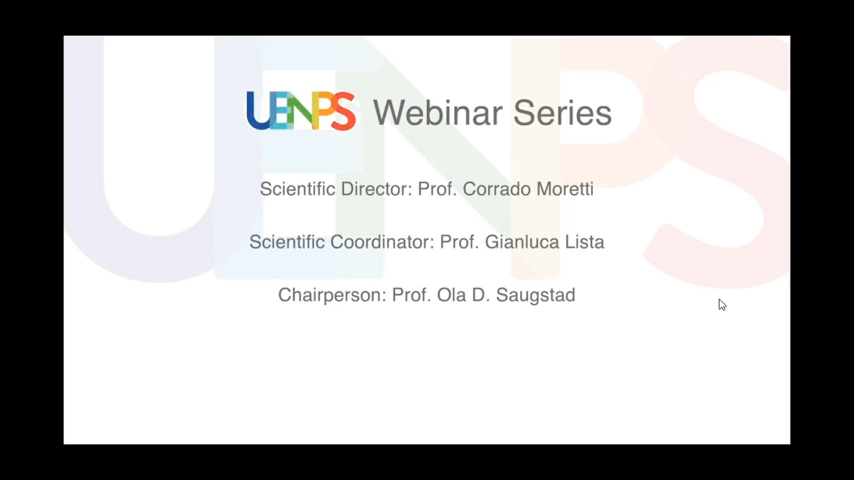 UENPS Webinar Series
Scientific Director: Prof. Corrado Moretti
Scientific Coordinator: Prof. Gianluca Lista
Chairperson: Prof. Ola D. Saugstad